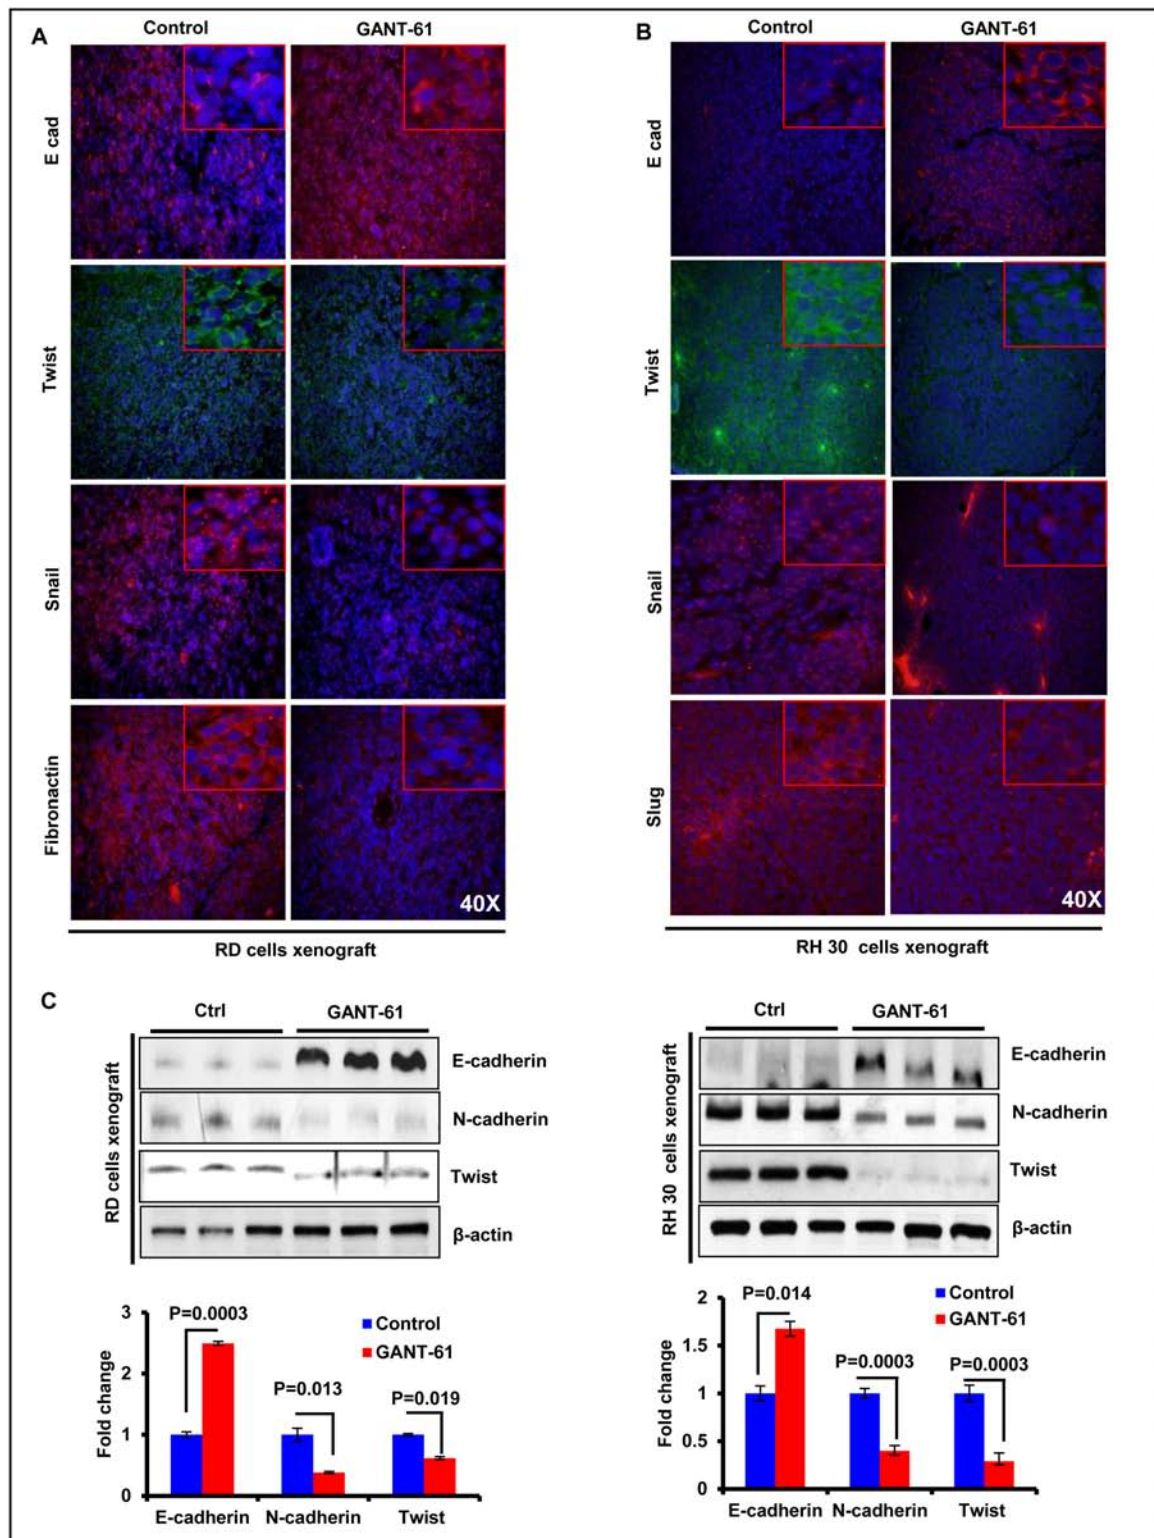 A
Control
GANT-61
E cad
Twist
Snail
Fibronactin
40X
RD cells xenograft
B
Control
GANT-61
E cad
Twist
Snail
Slug
40X
RH 30 cells xenograft
C
Ctrl
GANT-61
RD cells xenograft
E-cadherin
N-cadherin
Twist
β-actin
Ctrl
GANT-61
RH 30 cells xenograft
E-cadherin
N-cadherin
Twist
β-actin
Fold change
3
2
1
0
P=0.0003
P=0.013
P=0.019
Control
GANT-61
E-cadherin
N-cadherin
Twist
Fold change
2
1.5
1
0.5
0
P=0.014
P=0.0003
P=0.0003
Control
GANT-61
E-cadherin
N-cadherin
Twist